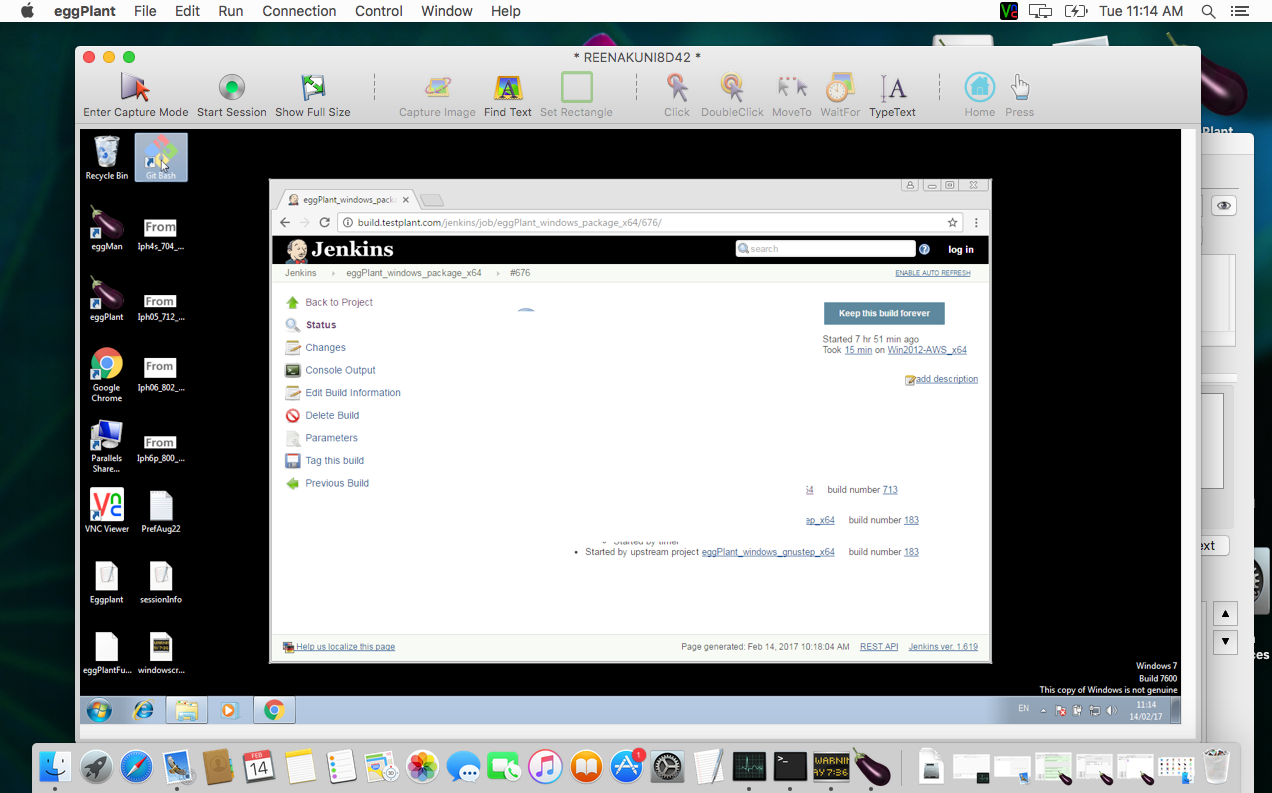 eggPlant File Edit Run Connection Control Window Help
Tue 11:14 AM
* REENAKUNI8D42 *
Enter Capture Mode Start Session Show Full Size Capture Image Find Text Set Rectangle Click DoubleClick MoveTo WaitFor TypeText Home Press
Recycle Bin
Git Bash
eggMan
From
Iph4s_704_...
eggPlant
From
Iph05_712_...
Google Chrome
From
Iph06_802_...
Parallels Share...
From
Iph6p_800_...
VNC Viewer
PrefAug22
Eggplant
sessionInfo
eggPlantFu...
windowscr...
eggPlant_windows_pack
build.testplant.com/jenkins/job/eggPlant_windows_package_x64/676/
Jenkins
search
log in
Jenkins › eggPlant_windows_package_x64 › #676
ENABLE AUTO REFRESH
Back to Project
Status
Changes
Console Output
Edit Build Information
Delete Build
Parameters
Tag this build
Previous Build
Keep this build forever
Started 7 hr 51 min ago
Took 15 min on Win2012-AWS_x64
add description
build number 713
ep_x64 build number 183
Started by timer
Started by upstream project eggPlant_windows_gnustep_x64 build number 183
Help us localize this page
Page generated: Feb 14, 2017 10:18:04 AM REST API Jenkins ver. 1.619
Windows 7
Build 7600
This copy of Windows is not genuine
EN
11:14
14/02/17
FEB
14
WARNIN
AY 7:36